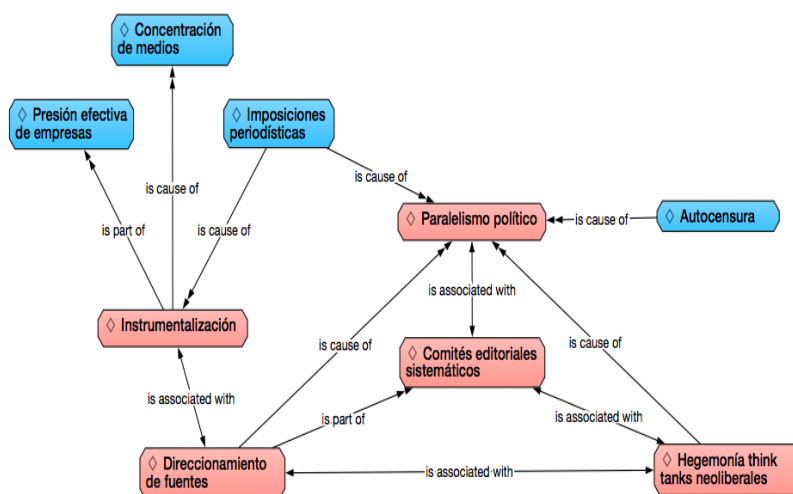 ◇ Concentración
de medios
◇ Presión efectiva
de empresas
◇ Imposiciones
periodísticas
is cause of
is cause of
◇ Paralelismo político
is cause of
◇ Autocensura
is part of
is cause of
is associated with
◇ Instrumentalización
is cause of
◇ Comités editoriales
sistemáticos
is cause of
is associated with
is part of
is associated with
◇ Direccionamiento
de fuentes
is associated with
◇ Hegemonía think
tanks neoliberales